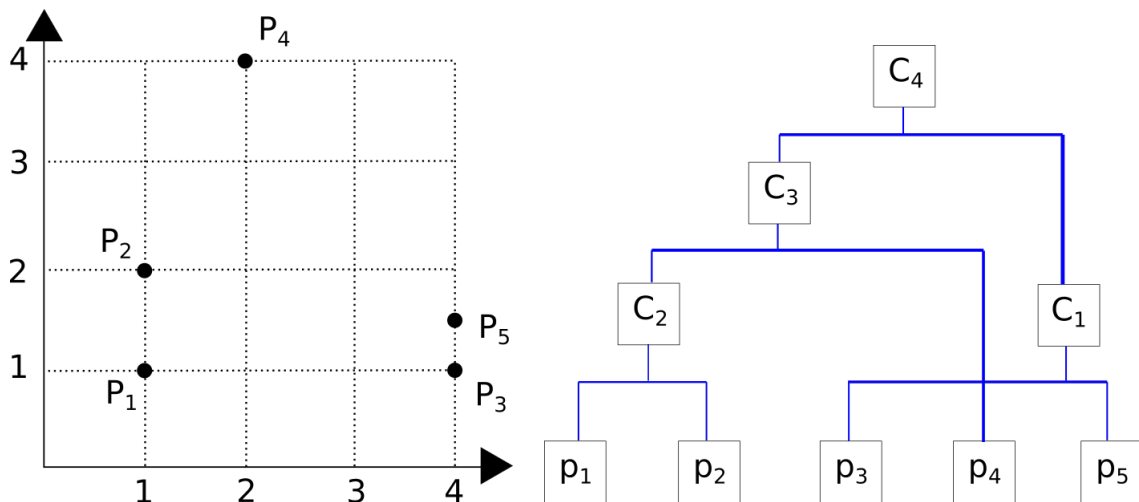 P₄
4
C₄
3
C₃
P₂
2
C₂
C₁
P₅
1
P₁
P₃
p₁ p₂ p₃ p₄ p₅
1 2 3 4